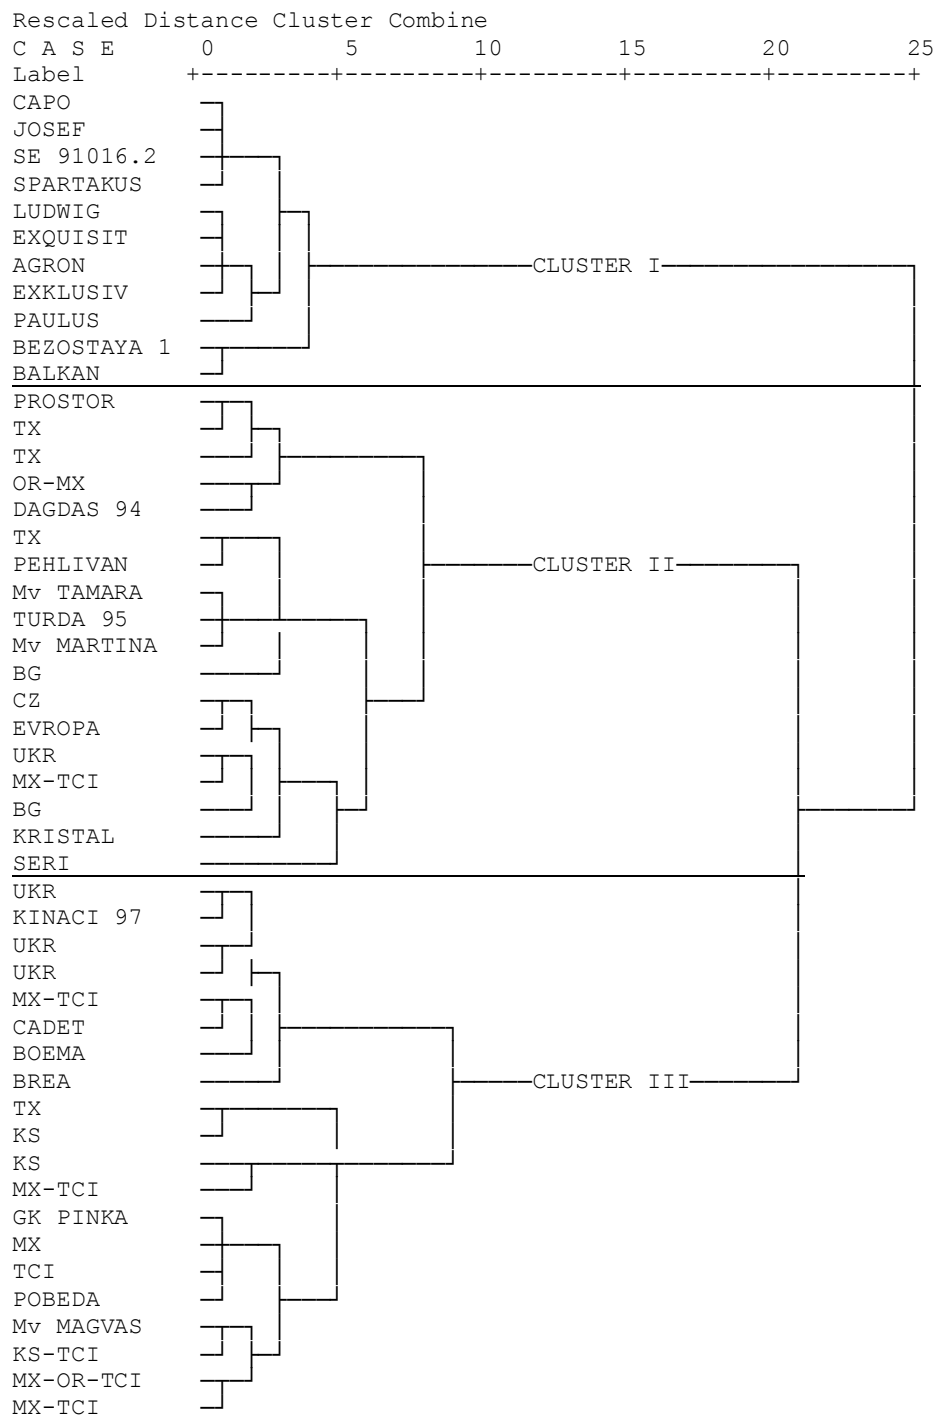 Rescaled Distance Cluster Combine
C A S E 0 5 10 15 20 25
Label +---------+---------+---------+---------+---------+
CAPO
JOSEF
SE 91016.2
SPARTAKUS
LUDWIG
EXQUISIT
AGRON CLUSTER I
EXKLUSIV
PAULUS
BEZOSTAYA 1
BALKAN
PROSTOR
TX
TX
OR-MX
DAGDAS 94
TX
PEHLIVAN CLUSTER II
Mv TAMARA
TURDA 95
Mv MARTINA
BG
CZ
EVROPA
UKR
MX-TCI
BG
KRISTAL
SERI
UKR
KINACI 97
UKR
UKR
MX-TCI
CADET
BOEMA
BREA CLUSTER III
TX
KS
KS
MX-TCI
GK PINKA
MX
TCI
POBEDA
Mv MAGVAS
KS-TCI
MX-OR-TCI
MX-TCI